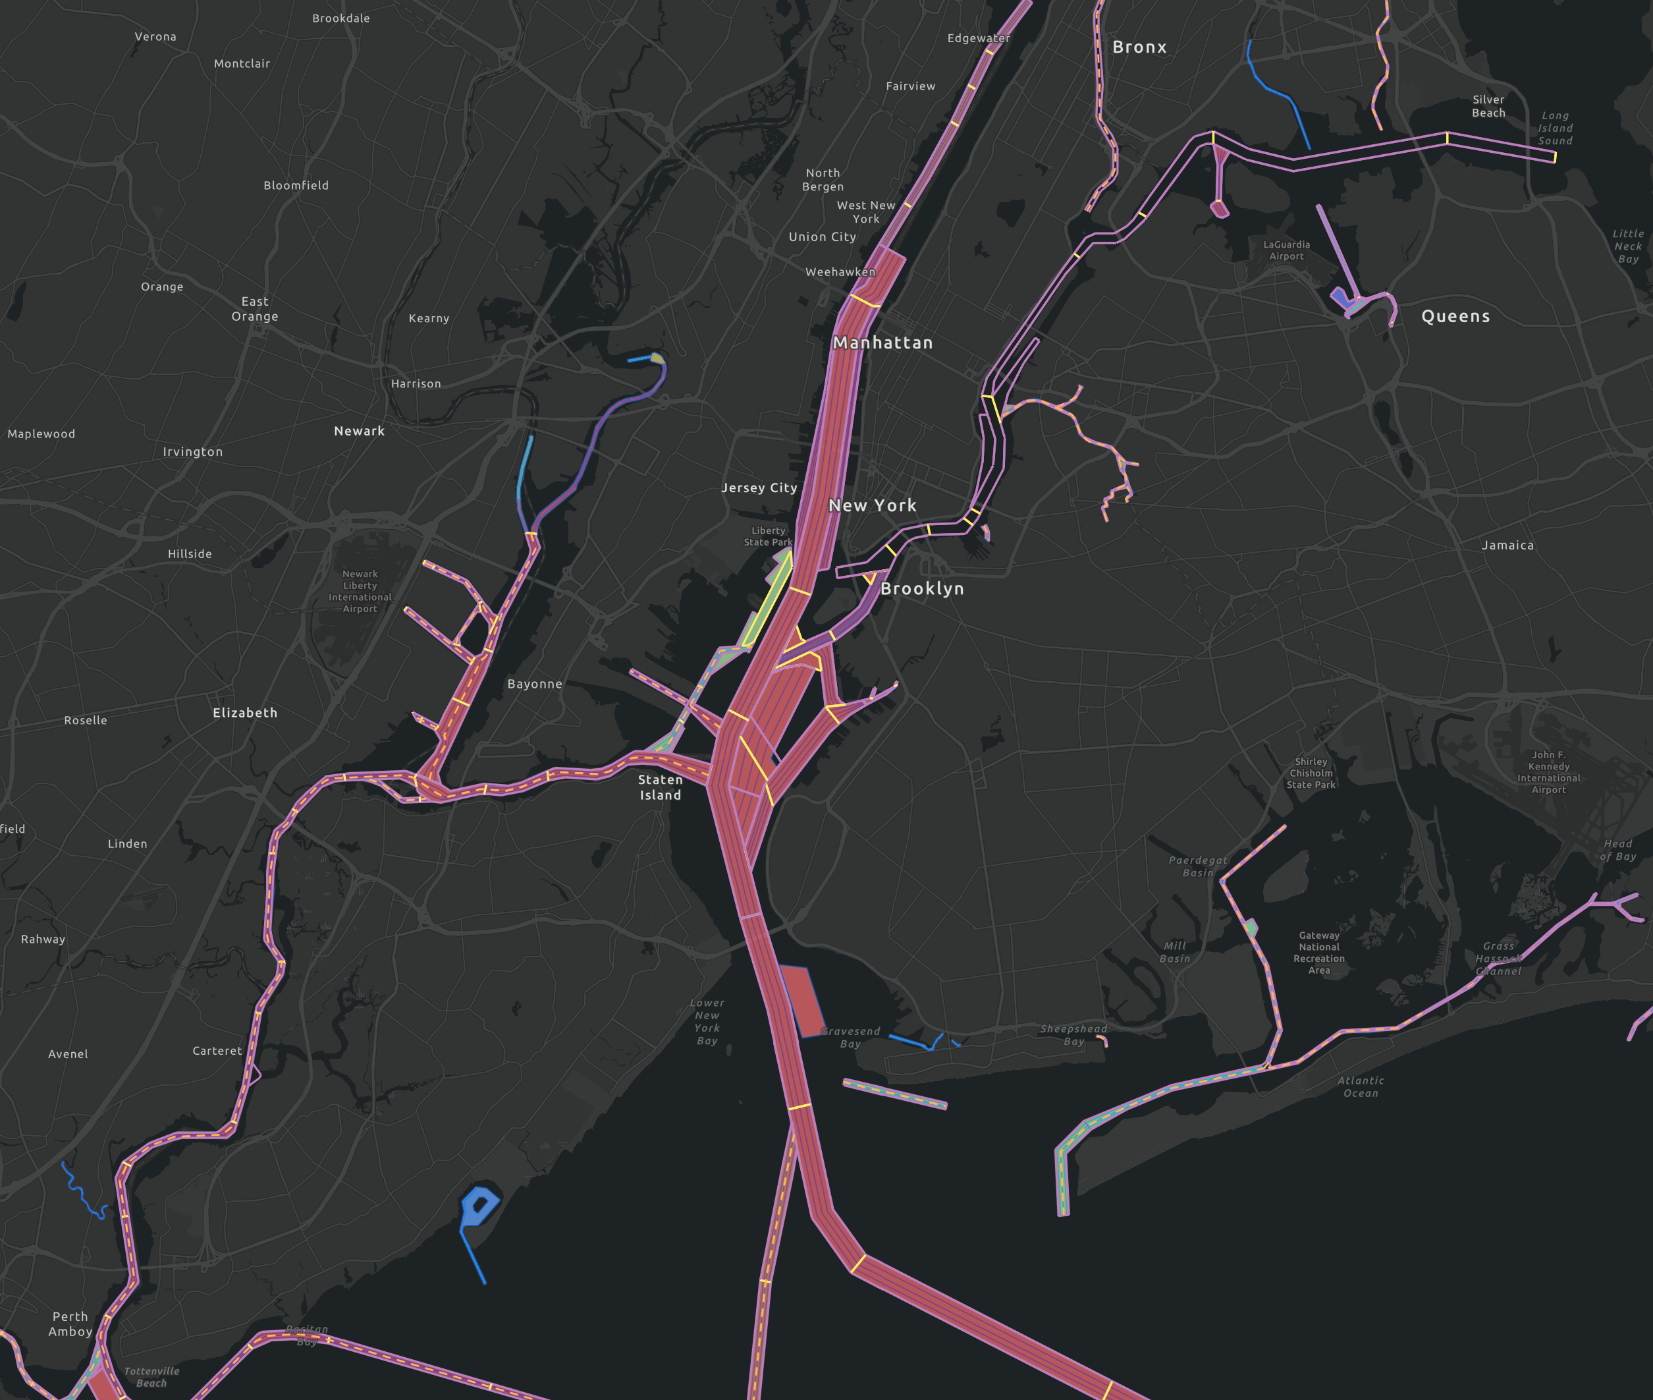 Brookdale
Verona
Montclair
Edgewater
Bronx
Fairview
Silver
Beach
Long
Island
Sound
North
Bergen
Bloomfield
West New
York
Union City
LaGuardia
Airport
Little
Neck
Bay
Weehawken
Orange
East
Orange
Kearny
Queens
Manhattan
Harrison
Newark
Maplewood
Irvington
Jersey City
New York
Liberty
State Park
Jamaica
Hillside
Newark
Liberty
International
Airport
Brooklyn
Bayonne
Elizabeth
Roselle
Staten
Island
Shirley
Chisholm
State Park
John F.
Kennedy
International
Airport
field
Linden
Head
of Bay
Paerdegat
Basin
Rahway
Mill
Basin
Gateway
National
Recreation
Area
Grass
Hassock
Channel
Lower
New
York
Bay
Gravesend
Bay
Sheepshead
Bay
Avenel
Carteret
Atlantic
Ocean
Perth
Amboy
Raritan
Bay
Tottenville
Beach